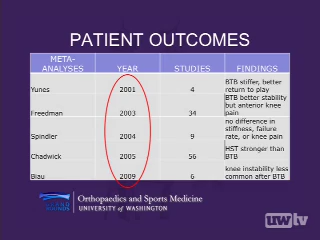 PATIENT OUTCOMES
META-
ANALYSES YEAR STUDIES FINDINGS
Yunes 2001 4 BTB stiffer, better
return to play
Freedman 2003 34 BTB better stability
but anterior knee
pain
Spindler 2004 9 no difference in
stiffness, failure
rate, or knee pain
Chadwick 2005 56 HST stronger than
BTB
Biau 2009 6 knee instability less
common after BTB
Orthopaedics and Sports Medicine
UNIVERSITY of WASHINGTON
uwtv